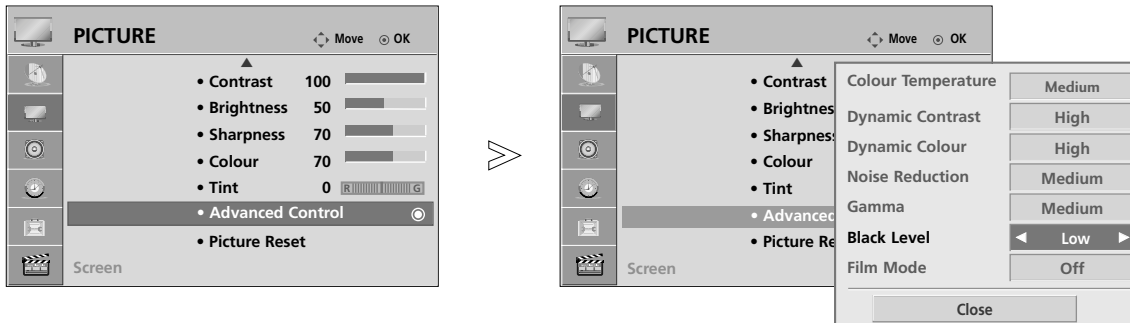 PICTURE
Move
OK
• Contrast 100
• Brightness 50
• Sharpness 70
• Colour 70
• Tint 0 R G
• Advanced Control
• Picture Reset
Screen
PICTURE
Move
OK
• Contrast
• Brightnes
• Sharpness
• Colour
• Tint
• Advanced
• Picture Re
Screen
Colour Temperature Medium
Dynamic Contrast High
Dynamic Colour High
Noise Reduction Medium
Gamma Medium
Black Level ◀ Low ▶
Film Mode Off
Close